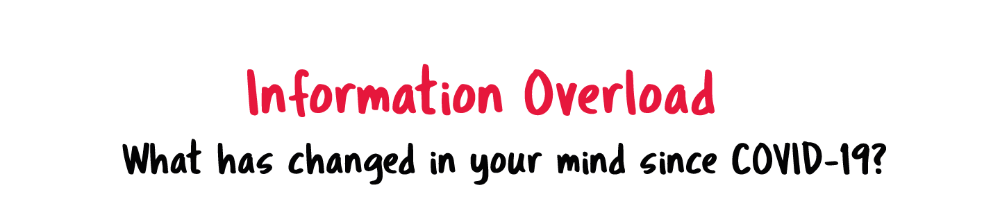 Information Overload
What has changed in your mind since COVID-19?